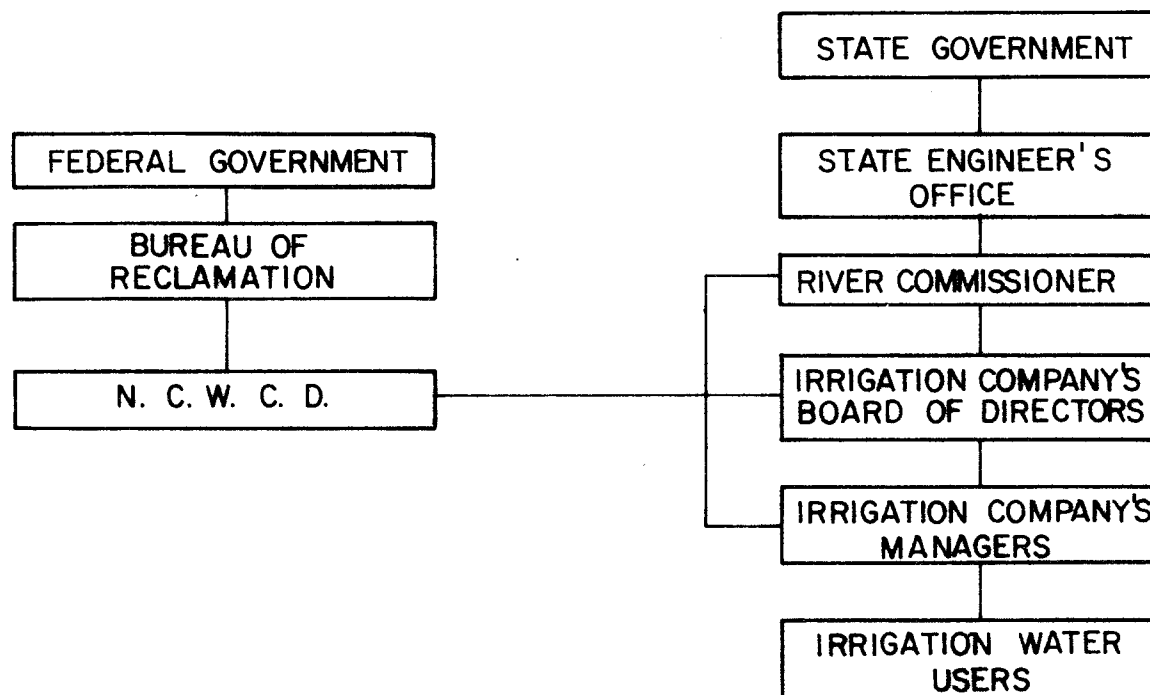 FEDERAL GOVERNMENT
BUREAU OF
RECLAMATION
N. C. W. C. D.
STATE GOVERNMENT
STATE ENGINEER'S
OFFICE
RIVER COMMISSIONER
IRRIGATION COMPANY'S
BOARD OF DIRECTORS
IRRIGATION COMPANY'S
MANAGERS
IRRIGATION WATER
USERS